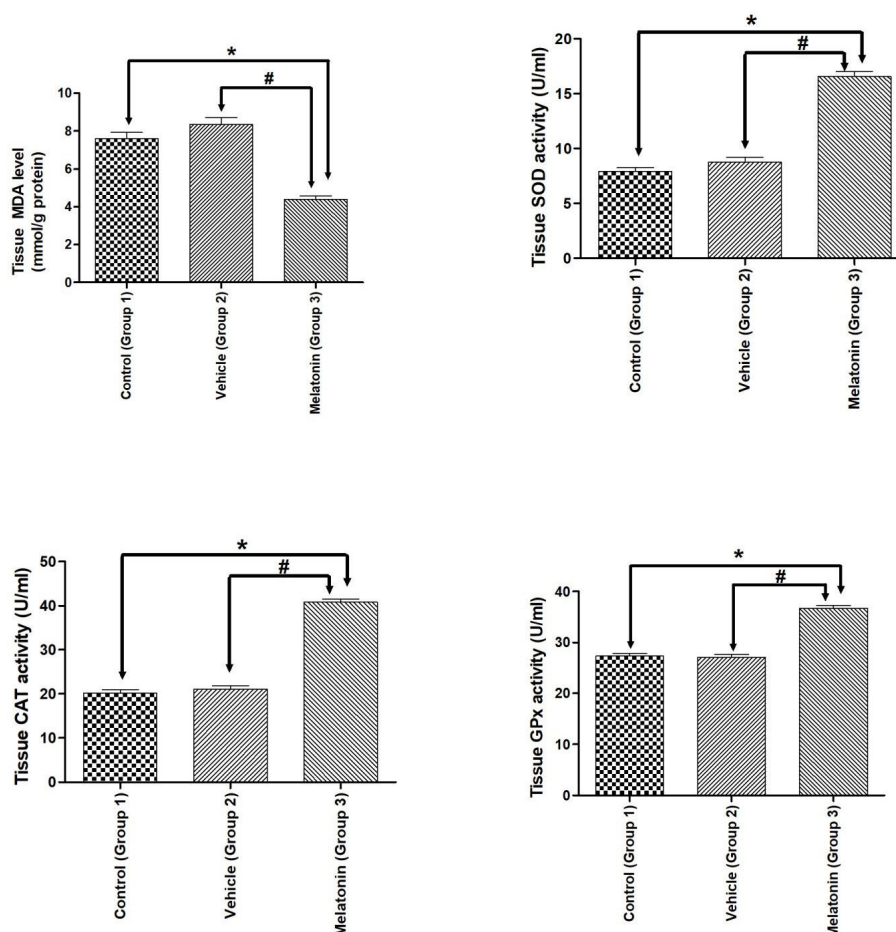 *
#
Tissue MDA level
(mmol/g protein)
10
8
6
4
2
0
Control (Group 1)
Vehicle (Group 2)
Melatonin (Group 3)
*
#
Tissue SOD activity (U/ml)
20
15
10
5
0
Control (Group 1)
Vehicle (Group 2)
Melatonin (Group 3)
*
#
Tissue CAT activity (U/ml)
50
40
30
20
10
0
Control (Group 1)
Vehicle (Group 2)
Melatonin (Group 3)
*
#
Tissue GPx activity (U/ml)
40
30
20
10
0
Control (Group 1)
Vehicle (Group 2)
Melatonin (Group 3)